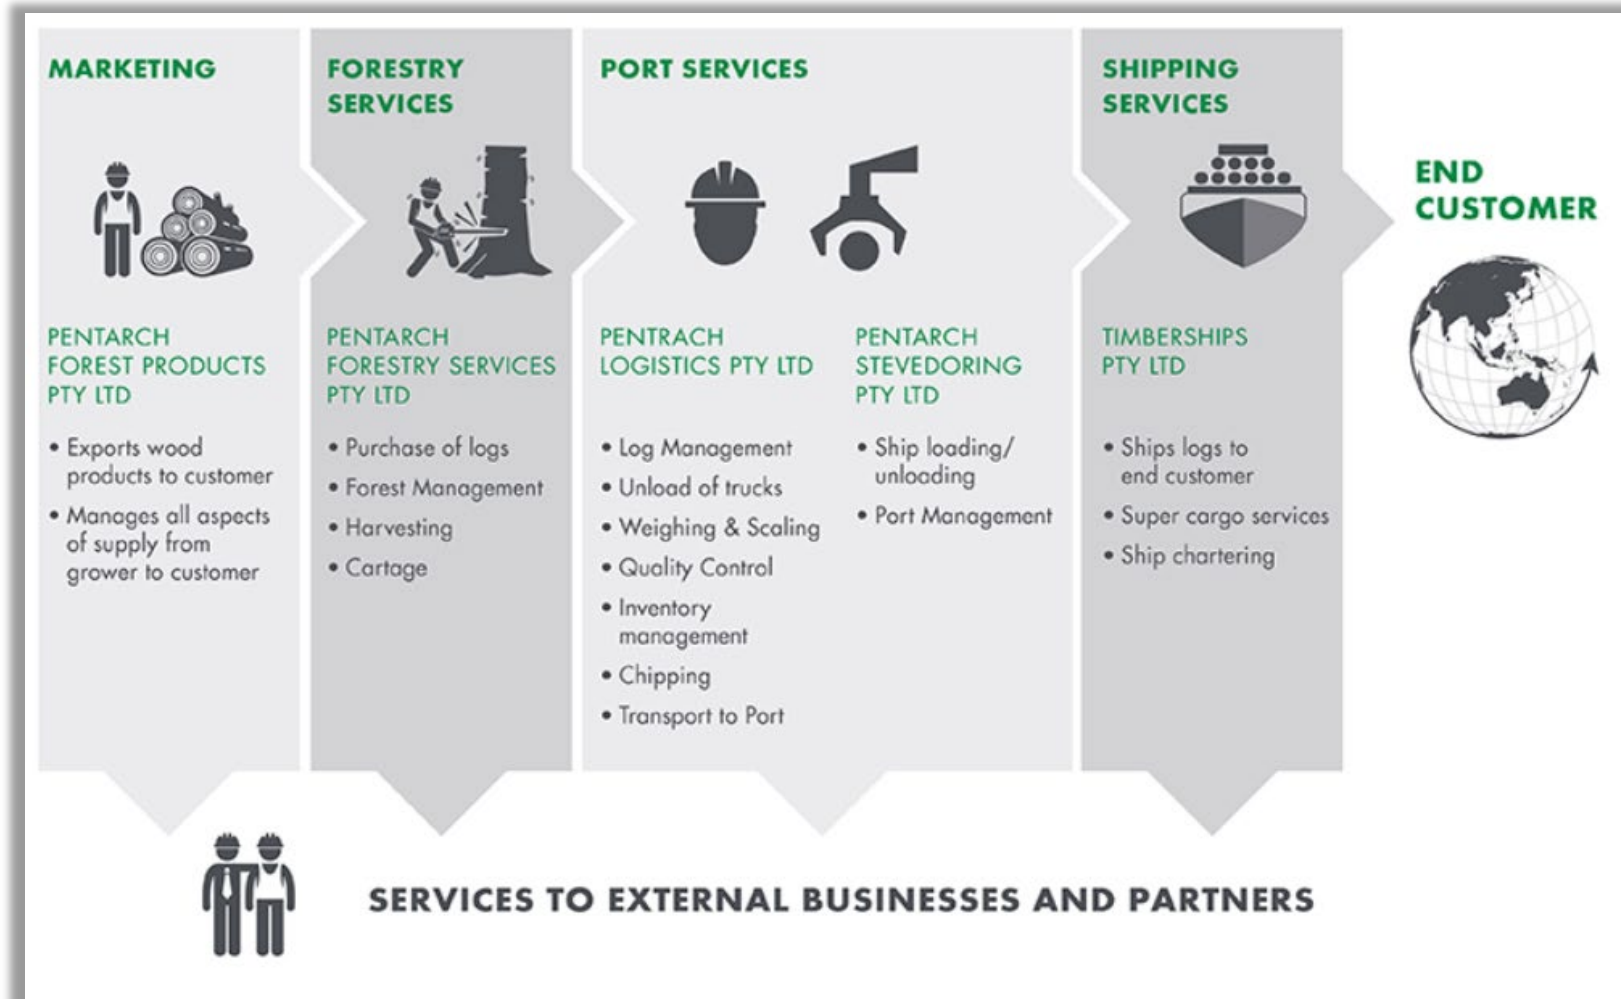 MARKETING
PENTARCH
FOREST PRODUCTS
PTY LTD
• Exports wood
products to customer
• Manages all aspects
of supply from
grower to customer
FORESTRY
SERVICES
PENTARCH
FORESTRY SERVICES
PTY LTD
• Purchase of logs
• Forest Management
• Harvesting
• Cartage
PORT SERVICES
PENTRACH
LOGISTICS PTY LTD
• Log Management
• Unload of trucks
• Weighing & Scaling
• Quality Control
• Inventory
management
• Chipping
• Transport to Port
PENTARCH
STEVEDORING
PTY LTD
• Ship loading/
unloading
• Port Management
SHIPPING
SERVICES
TIMBERSHIPS
PTY LTD
• Ships logs to
end customer
• Super cargo services
• Ship chartering
END
CUSTOMER
SERVICES TO EXTERNAL BUSINESSES AND PARTNERS